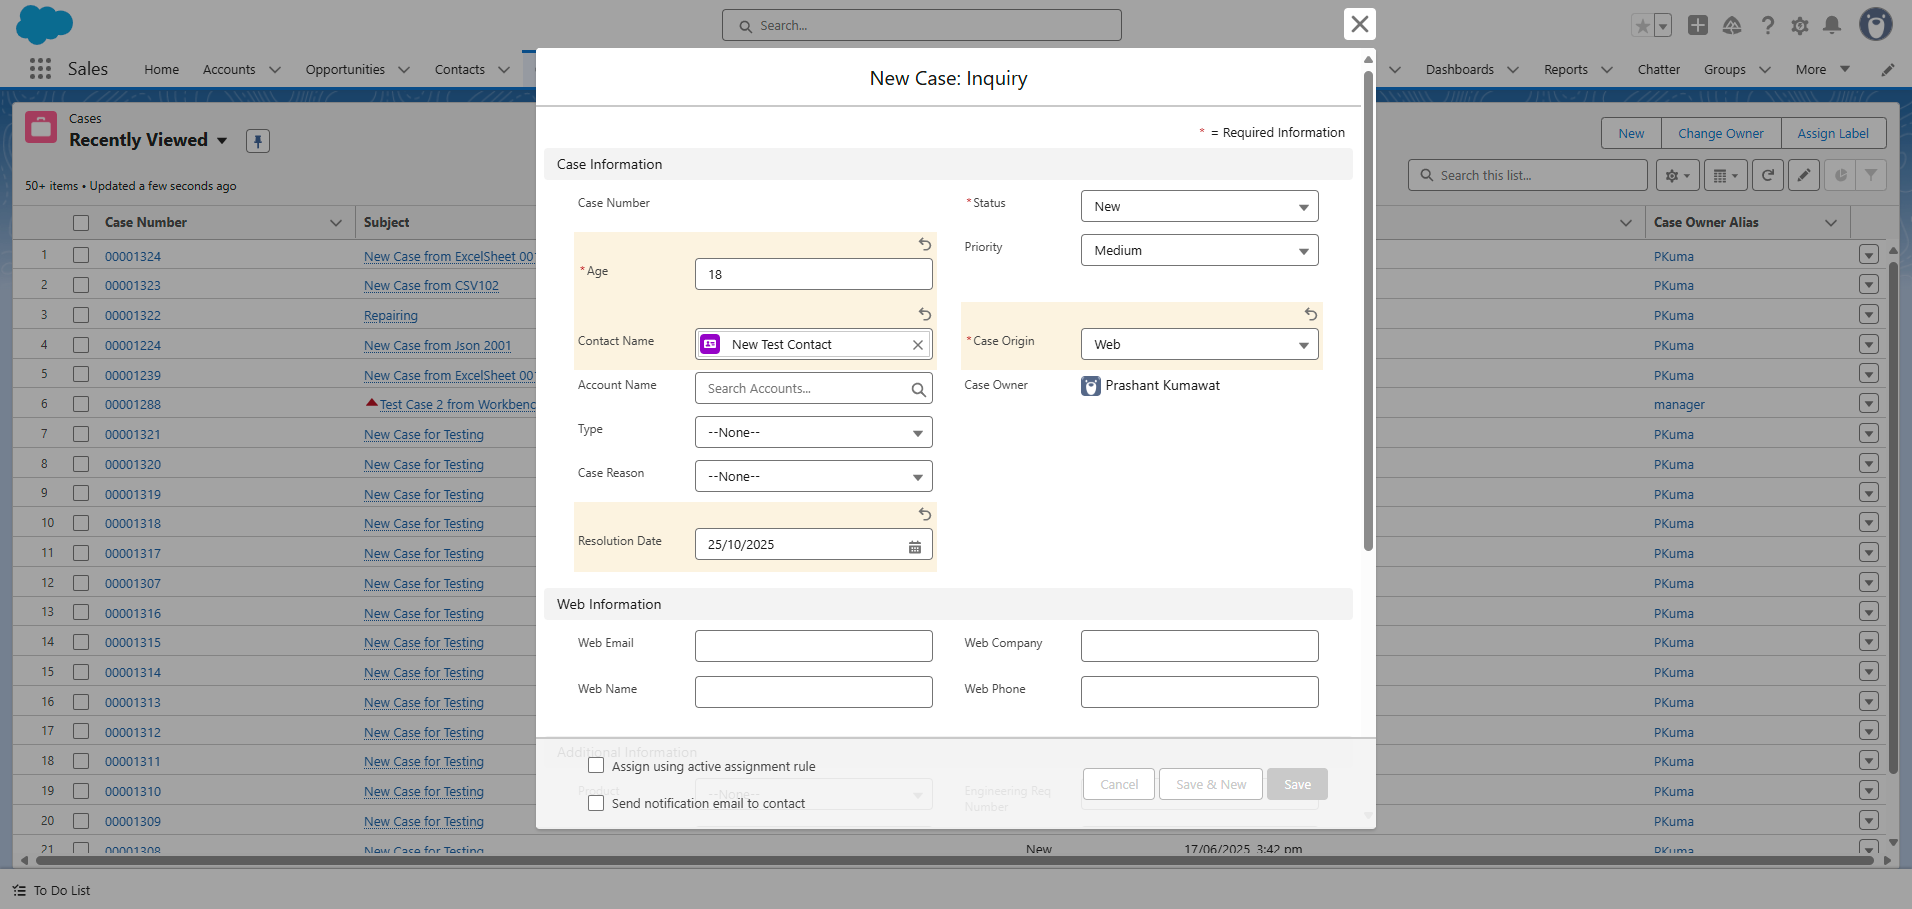 Search...
Sales
Home
Accounts
Opportunities
Contacts
Dashboards
Reports
Chatter
Groups
More
Cases
Recently Viewed
50+ items • Updated a few seconds ago
New
Change Owner
Assign Label
Search this list...
Case Number
Subject
Case Owner Alias
1 00001324 New Case from ExcelSheet 001 PKuma
2 00001323 New Case from CSV102 PKuma
3 00001322 Repairing PKuma
4 00001224 New Case from Json 2001 PKuma
5 00001239 New Case from ExcelSheet 001 PKuma
6 00001288 Test Case 2 from Workbenc manager
7 00001321 New Case for Testing PKuma
8 00001320 New Case for Testing PKuma
9 00001319 New Case for Testing PKuma
10 00001318 New Case for Testing PKuma
11 00001317 New Case for Testing PKuma
12 00001307 New Case for Testing PKuma
13 00001316 New Case for Testing PKuma
14 00001315 New Case for Testing PKuma
15 00001314 New Case for Testing PKuma
16 00001313 New Case for Testing PKuma
17 00001312 New Case for Testing PKuma
18 00001311 New Case for Testing PKuma
19 00001310 New Case for Testing PKuma
20 00001309 New Case for Testing PKuma
21 00001308 New Case for Testing New 17/06/2025, 3:42 pm PKuma
New Case: Inquiry
* = Required Information
Case Information
Case Number
*Status New
Priority Medium
*Age 18
Contact Name New Test Contact
*Case Origin Web
Account Name Search Accounts...
Case Owner Prashant Kumawat
Type --None--
Case Reason --None--
Resolution Date 25/10/2025
Web Information
Web Email
Web Company
Web Name
Web Phone
Additional Information
Assign using active assignment rule
Product --None--
Engineering Req
Number
Send notification email to contact
Cancel
Save & New
Save
To Do List